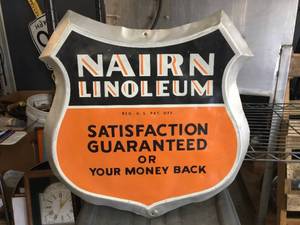 NAIRN
LINOLEUM
REG. U.S. PAT. OFF.
SATISFACTION
GUARANTEED
OR
YOUR MONEY BACK